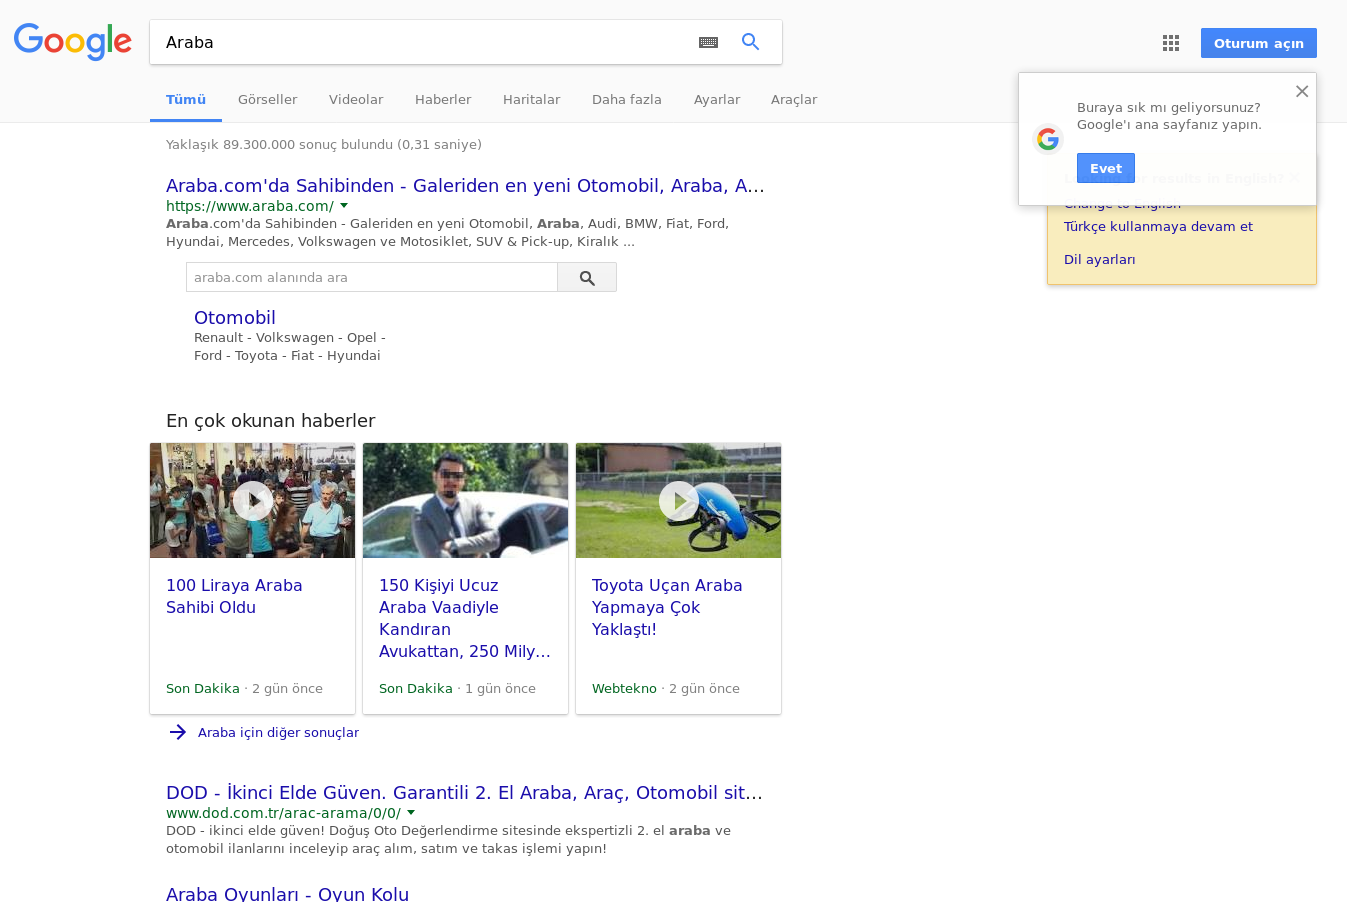 Google
Araba
Oturum açın
Tümü
Görseller
Videolar
Haberler
Haritalar
Daha fazla
Ayarlar
Araçlar
Buraya sık mı geliyorsunuz?
Google'ı ana sayfanız yapın.
Evet
results in English?
Change to English
Türkçe kullanmaya devam et
Dil ayarları
Yaklaşık 89.300.000 sonuç bulundu (0,31 saniye)
Araba.com'da Sahibinden - Galeriden en yeni Otomobil, Araba, A...
https://www.araba.com/
Araba.com'da Sahibinden - Galeriden en yeni Otomobil, Araba, Audi, BMW, Fiat, Ford,
Hyundai, Mercedes, Volkswagen ve Motosiklet, SUV & Pick-up, Kiralık ...
araba.com alanında ara
Otomobil
Renault - Volkswagen - Opel -
Ford - Toyota - Fiat - Hyundai
En çok okunan haberler
100 Liraya Araba
Sahibi Oldu
Son Dakika · 2 gün önce
150 Kişiyi Ucuz
Araba Vaadiyle
Kandıran
Avukattan, 250 Mily...
Son Dakika · 1 gün önce
Toyota Uçan Araba
Yapmaya Çok
Yaklaştı!
Webtekno · 2 gün önce
Araba için diğer sonuçlar
DOD - İkinci Elde Güven. Garantili 2. El Araba, Araç, Otomobil sit...
www.dod.com.tr/arac-arama/0/0/
DOD - ikinci elde güven! Doğuş Oto Değerlendirme sitesinde ekspertizli 2. el araba ve
otomobil ilanlarını inceleyip araç alım, satım ve takas işlemi yapın!
Araba Oyunları - Oyun Kolu